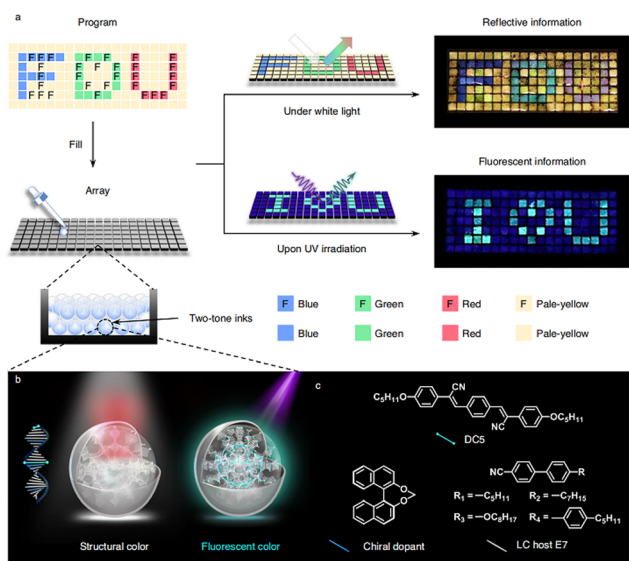 a
Program
Reflective information
F F F F F F F F F
F F F F F
F F F F F F
F F F F F
F F F F F F F F
Under white light
Fill
Fluorescent information
Array
Upon UV irradiation
F Blue
F Green
F Red
F Pale-yellow
Two-tone inks
Blue
Green
Red
Pale-yellow
b
Structural color
Fluorescent color
c
CN
C₅H₁₁O
OC₅H₁₁
CN
DC5
NC
R
O
O
R₁ = —C₅H₁₁
R₂ = —C₇H₁₅
R₃ = —OC₈H₁₇
R₄ =
C₅H₁₁
Chiral dopant
LC host E7